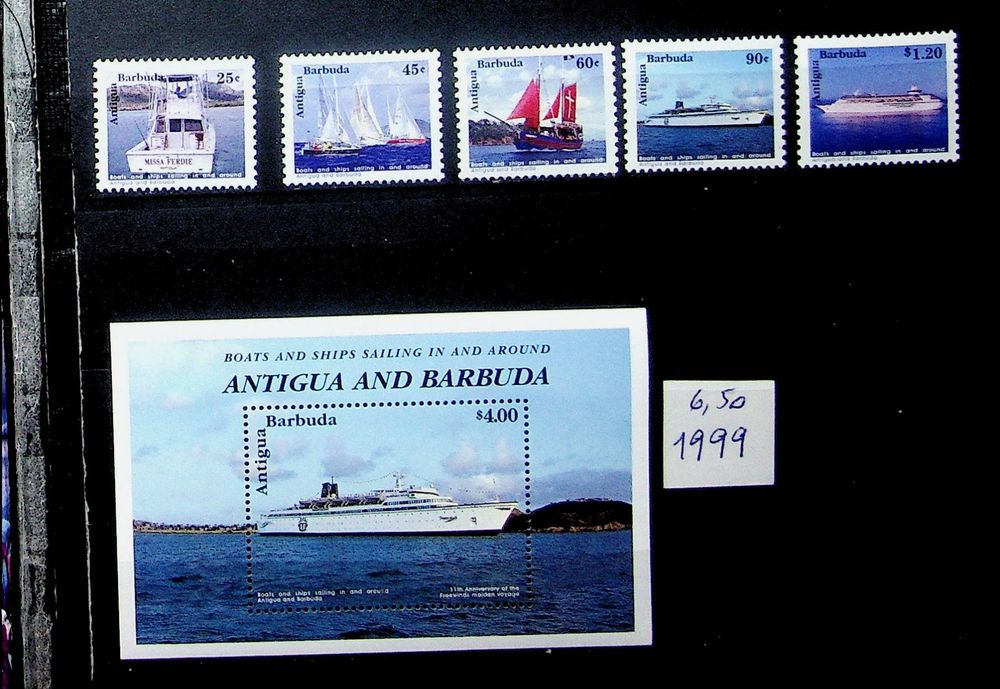 Barbuda 25¢
Antigua
MISSA FERDIE
Boats and ships sailing in and around
Antigua and Barbuda
Barbuda 45¢
Antigua
Boats and ships sailing in and around
Antigua and Barbuda
Barbuda 60¢
Antigua
Boats and ships sailing in and around
Antigua and Barbuda
Barbuda 90¢
Antigua
Boats and ships sailing in and around
Antigua and Barbuda
Barbuda $1.20
Antigua
Boats and ships sailing in and around
Antigua and Barbuda
BOATS AND SHIPS SAILING IN AND AROUND
ANTIGUA AND BARBUDA
Barbuda $4.00
Antigua
Boats and ships sailing in and around
Antigua and Barbuda
11th Anniversary of the
Freewinds maiden voyage
6,50
1999